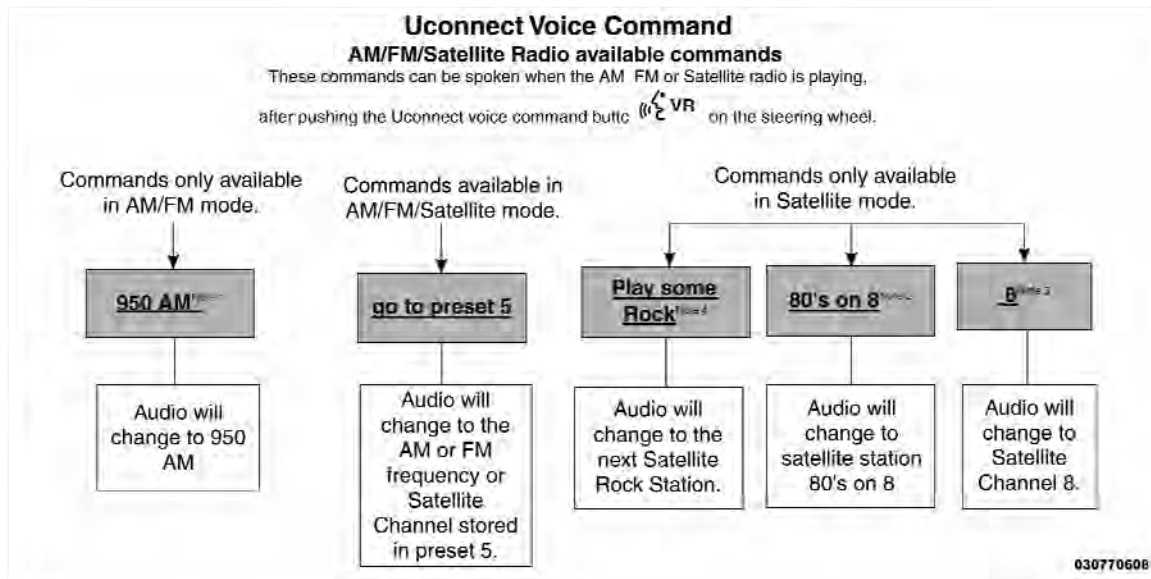 Uconnect Voice Command
AM/FM/Satellite Radio available commands
These commands can be spoken when the AM FM or Satellite radio is playing,
after pushing the Uconnect voice command buttc VR on the steering wheel.
Commands only available
in AM/FM mode.
950 AM
Audio will
change to 950
AM
Commands available in
AM/FM/Satellite mode.
go to preset 5
Audio will
change to the
AM or FM
frequency or
Satellite
Channel stored
in preset 5.
Commands only available
in Satellite mode.
Play some
Rock
Audio will
change to the
next Satellite
Rock Station.
80's on 8
Audio will
change to
satellite station
80's on 8
8
Audio will
change to
Satellite
Channel 8.
030770608